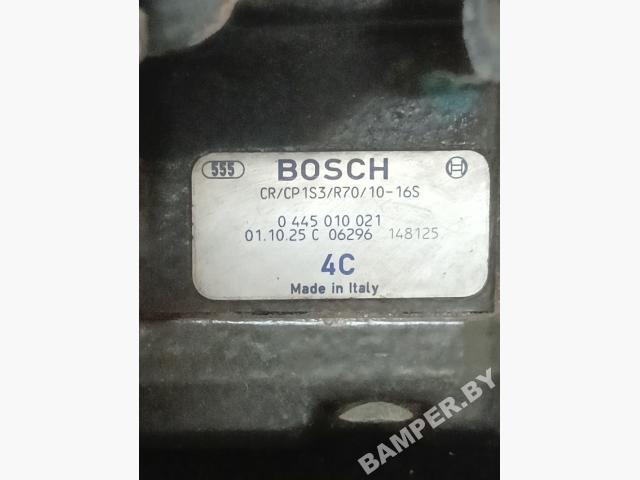 555 BOSCH
CR/CP1S3/R70/10-16S
0 445 010 021
01.10.25 C 06296 148125
4C
Made in Italy
BAMPER.BY